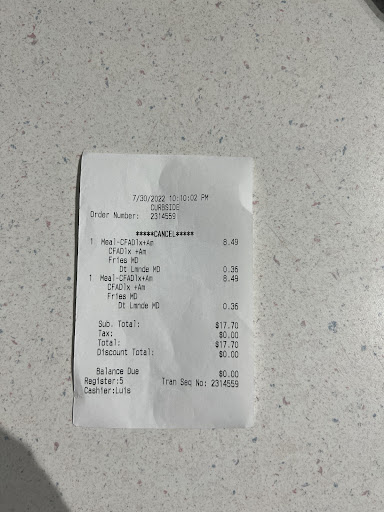 7/30/2022 10:10:02 PM
CURBSIDE
Order Number: 2314559
*****CANCEL*****
1 Meal-CFADlx+Am 8.49
CFADlx +Am
Fries MD
Dt Lmnde MD 0.36
1 Meal-CFADlx+Am 8.49
CFADlx +Am
Fries MD
Dt Lmnde MD 0.36
Sub. Total: $17.70
Tax: $0.00
Total: $17.70
Discount Total: $0.00
Balance Due $0.00
Register:5 Tran Seq No: 2314559
Cashier:Luis